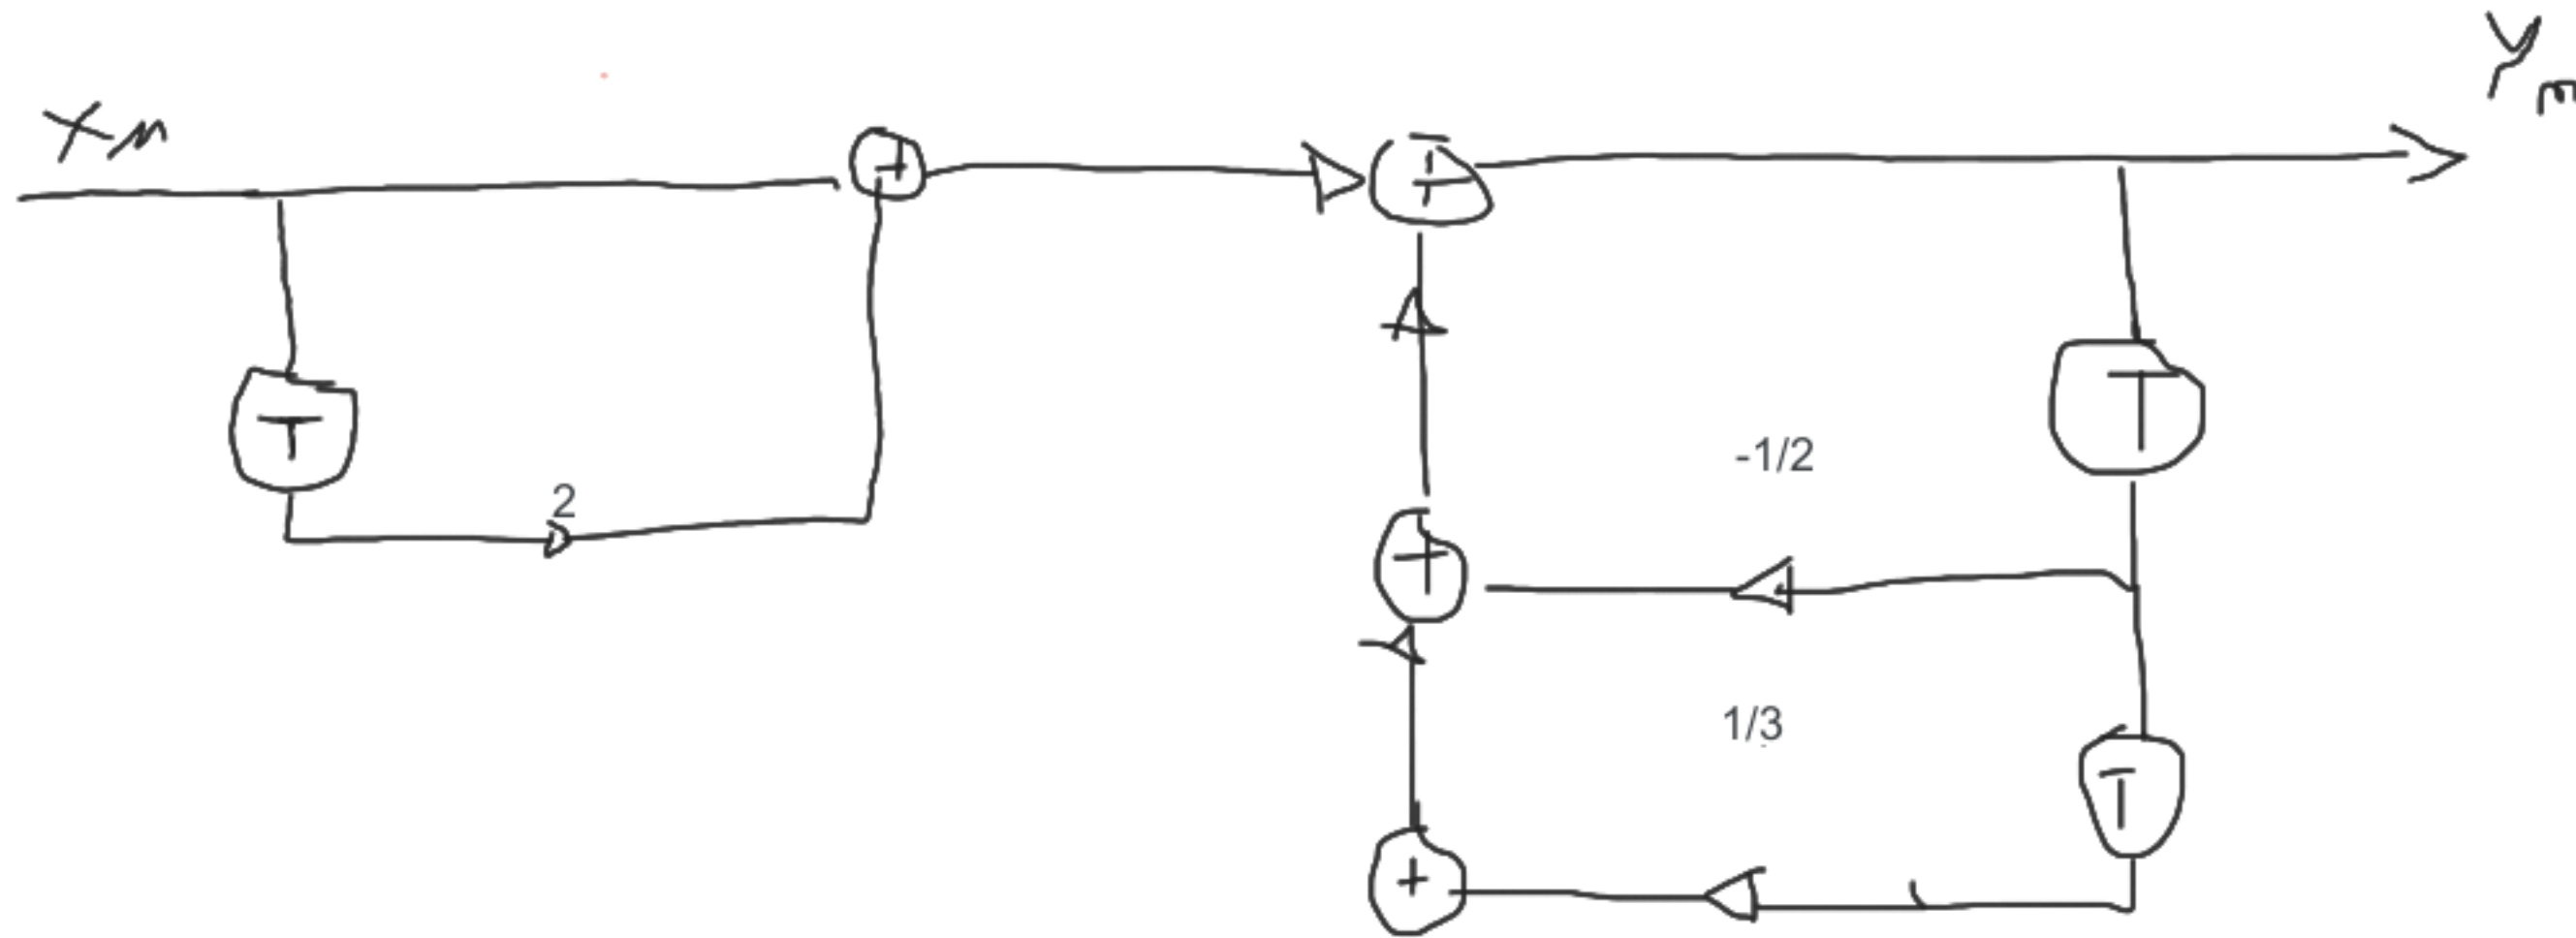 Xn
Yn
+
+
T
T
-1/2
2
+
1/3
T
+